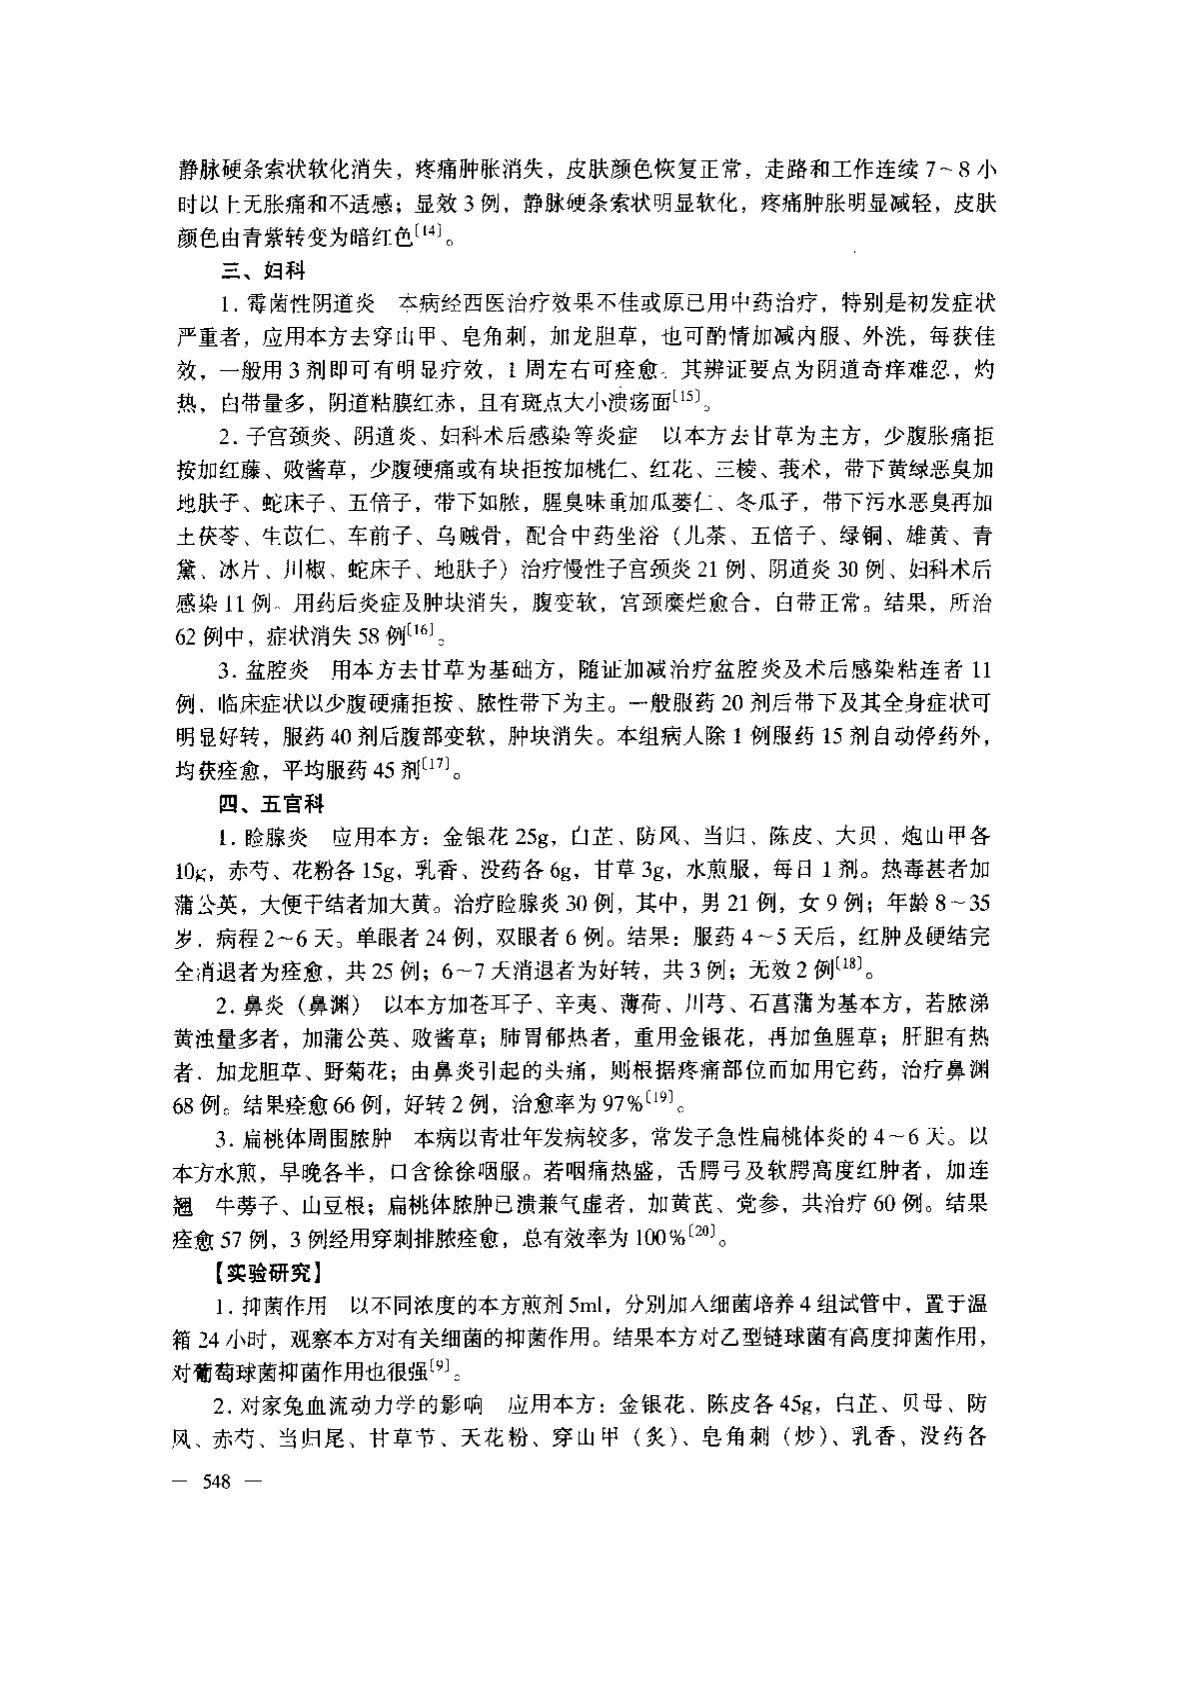 静脉硬条索状软化消失，疼痛肿胀消失，皮肤颜色恢复正常，走路和工作连续 7～8 小
时以上无胀痛和不适感；显效 3 例，静脉硬条索状明显软化，疼痛肿胀明显减轻，皮肤
颜色由青紫转变为暗红色〔14〕。
三、妇科
1. 霉菌性阴道炎　本病经西医治疗效果不佳或原已用中药治疗，特别是初发症状
严重者，应用本方去穿山甲、皂角刺，加龙胆草，也可酌情加减内服、外洗，每获佳
效，一般用 3 剂即可有明显疗效，1 周左右可痊愈。其辨证要点为阴道奇痒难忍，灼
热，白带量多，阴道粘膜红赤，且有斑点大小溃疡面〔15〕。
2. 子宫颈炎、阴道炎、妇科术后感染等炎症　以本方去甘草为主方，少腹胀痛拒
按加红藤、败酱草，少腹硬痛或有块拒按加桃仁、红花、三棱、莪术，带下黄绿恶臭加
地肤子、蛇床子、五倍子，带下如脓，腥臭味重加瓜蒌仁、冬瓜子，带下污水恶臭再加
土茯苓、生苡仁、车前子、乌贼骨，配合中药坐浴（儿茶、五倍子、绿铜、雄黄、青
黛、冰片、川椒、蛇床子、地肤子）治疗慢性子宫颈炎 21 例、阴道炎 30 例、妇科术后
感染 11 例。用药后炎症及肿块消失，腹变软，宫颈糜烂愈合，白带正常。结果，所治
62 例中，症状消失 58 例〔16〕。
3. 盆腔炎　用本方去甘草为基础方，随证加减治疗盆腔炎及术后感染粘连者 11
例，临床症状以少腹硬痛拒按、脓性带下为主。一般服药 20 剂后带下及其全身症状可
明显好转，服药 40 剂后腹部变软，肿块消失。本组病人除 1 例服药 15 剂自动停药外，
均获痊愈，平均服药 45 剂〔17〕。
四、五官科
1. 睑腺炎　应用本方：金银花 25g，白芷、防风、当归、陈皮、大贝、炮山甲各
10g，赤芍、花粉各 15g，乳香、没药各 6g，甘草 3g，水煎服，每日 1 剂。热毒甚者加
蒲公英，大便干结者加大黄。治疗睑腺炎 30 例，其中，男 21 例，女 9 例；年龄 8～35
岁，病程 2～6 天。单眼者 24 例，双眼者 6 例。结果：服药 4～5 天后，红肿及硬结完
全消退者为痊愈，共 25 例；6～7 天消退者为好转，共 3 例；无效 2 例〔18〕。
2. 鼻炎（鼻渊）　以本方加苍耳子、辛夷、薄荷、川芎、石菖蒲为基本方，若脓涕
黄浊量多者，加蒲公英、败酱草；肺胃郁热者，重用金银花，再加鱼腥草；肝胆有热
者，加龙胆草、野菊花；由鼻炎引起的头痛，则根据疼痛部位而加用它药，治疗鼻渊
68 例。结果痊愈 66 例，好转 2 例，治愈率为 97%〔19〕。
3. 扁桃体周围脓肿　本病以青壮年发病较多，常发于急性扁桃体炎的 4～6 天。以
本方水煎，早晚各半，口含徐徐咽服。若咽痛热盛，舌腭弓及软腭高度红肿者，加连
翘　牛蒡子、山豆根；扁桃体脓肿已溃兼气虚者，加黄芪、党参，共治疗 60 例。结果
痊愈 57 例，3 例经用穿刺排脓痊愈，总有效率为 100%〔20〕。
【实验研究】
1. 抑菌作用　以不同浓度的本方煎剂 5ml，分别加入细菌培养 4 组试管中，置于温
箱 24 小时，观察本方对有关细菌的抑菌作用。结果本方对乙型链球菌有高度抑菌作用，
对葡萄球菌抑菌作用也很强〔9〕。
2. 对家兔血流动力学的影响　应用本方：金银花、陈皮各 45g，白芷、贝母、防
风、赤芍、当归尾、甘草节、天花粉、穿山甲（炙）、皂角刺（炒）、乳香、没药各
— 548 —